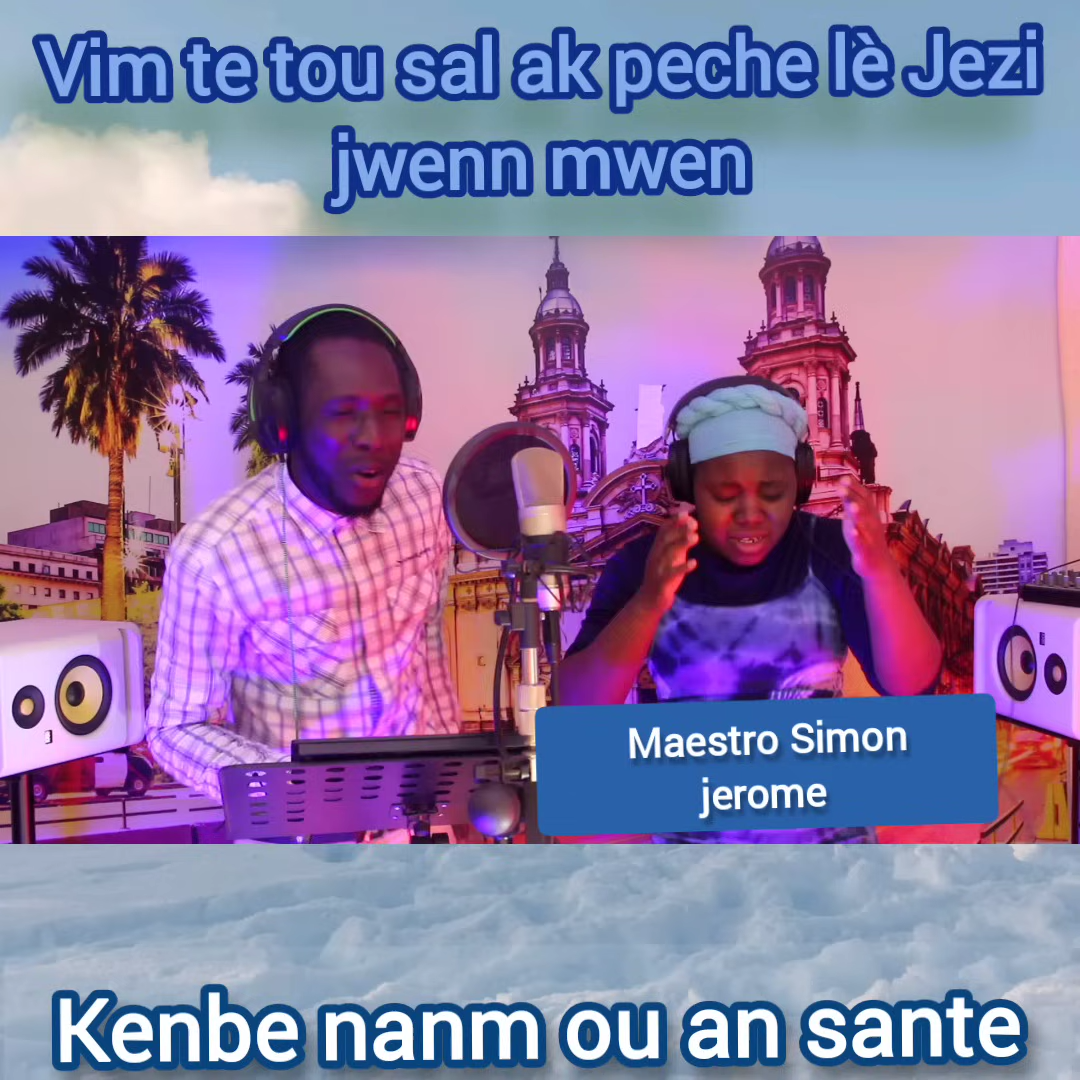 Vim te tou sal ak peche lè Jezi
jwenn mwen
Maestro Simon
jerome
Kenbe nanm ou an sante